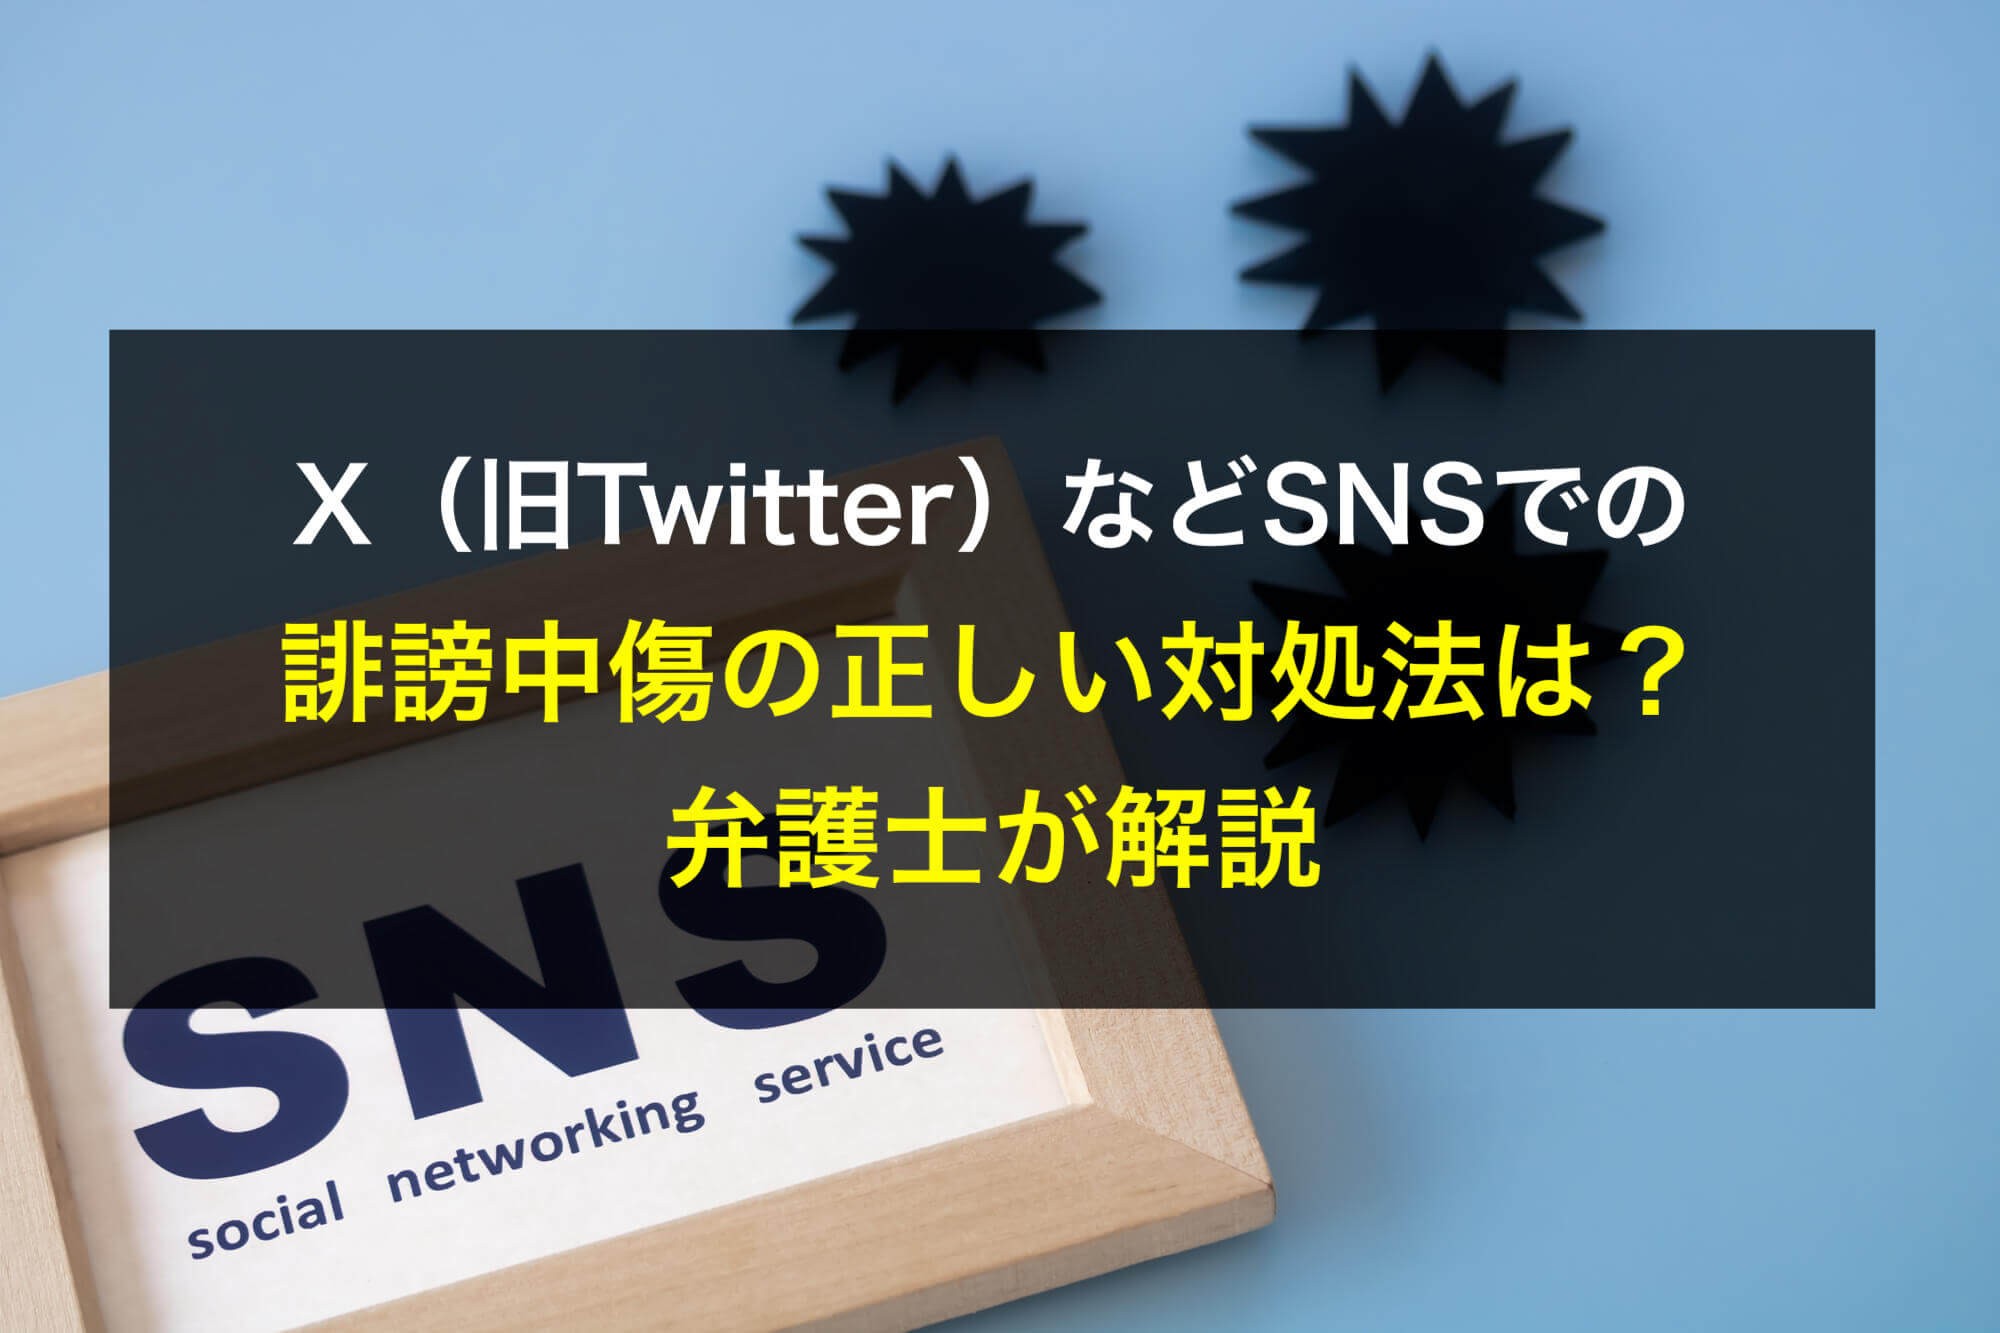 X（旧Twitter）などSNSでの
誹謗中傷の正しい対処法は？
弁護士が解説
SNS
social networking service